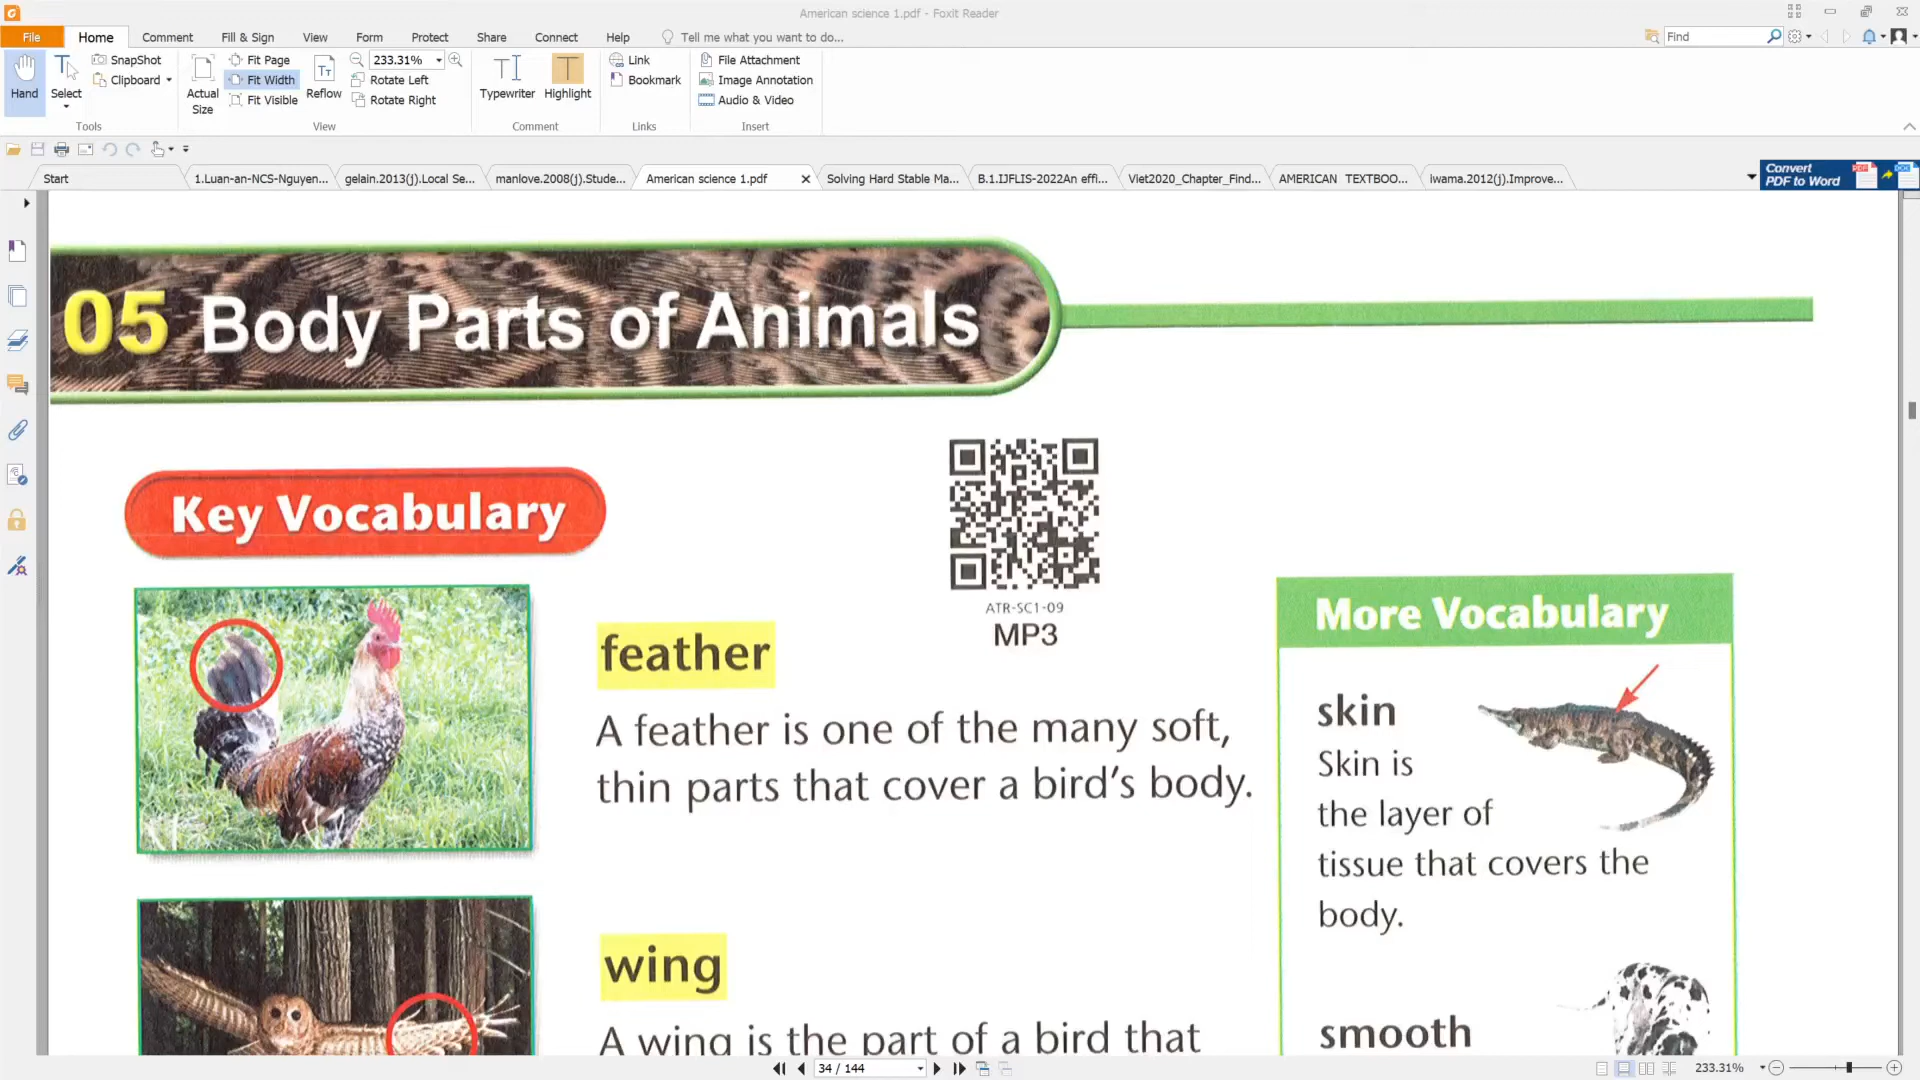 American science 1.pdf - Foxit Reader
File Home Comment Fill & Sign View Form Protect Share Connect Help Tell me what you want to do... Find
Hand
Select
SnapShot
Clipboard
Tools
Actual Size
Fit Page
Fit Width
Fit Visible
Reflow
233.31%
Rotate Left
Rotate Right
View
Typewriter
Highlight
Comment
Link
Bookmark
Links
File Attachment
Image Annotation
Audio & Video
Insert
Start 1.Luan-an-NCS-Nguyen... gelain.2013(j).Local Se... manlove.2008(j).Stude... American science 1.pdf Solving Hard Stable Ma... B.1.IJFLIS-2022An effi... Viet2020_Chapter_Find... AMERICAN TEXTBOO... iwama.2012(j).Improve...
Convert
PDF to Word
05 Body Parts of Animals
Key Vocabulary
ATR-SC1-09
MP3
feather
A feather is one of the many soft,
thin parts that cover a bird's body.
wing
A wing is the part of a bird that
More Vocabulary
skin
Skin is
the layer of
tissue that covers the
body.
smooth
34 / 144
233.31%